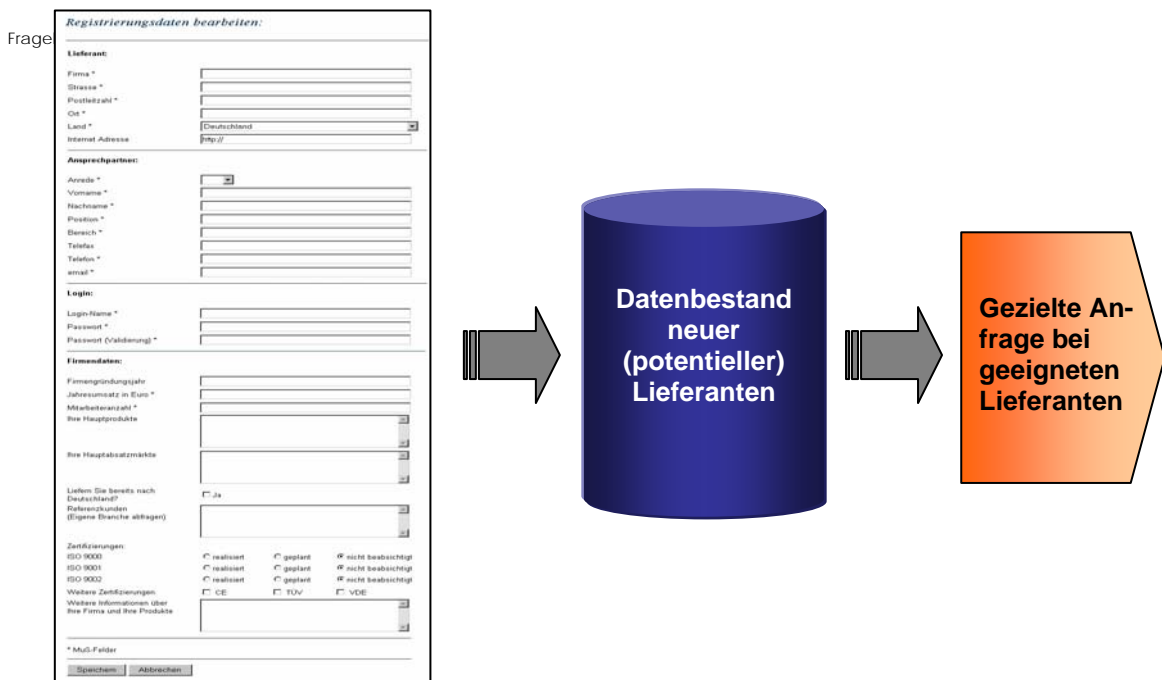 Frage
Registrierungsdaten bearbeiten:
Lieferant:
Firma *
Strasse *
Postleitzahl *
Ort *
Land * Deutschland
Internet Adresse http://
Ansprechpartner:
Anrede *
Vorname *
Nachname *
Position *
Bereich *
Telefax
Telefon *
email *
Login:
Login-Name *
Passwort *
Passwort (Validierung) *
Firmendaten:
Firmengründungsjahr
Jahresumsatz in Euro *
Mitarbeiteranzahl *
Ihre Hauptprodukte
Ihre Hauptabsatzmärkte
Liefern Sie bereits nach
Deutschland? Ja
Referenzkunden
(Eigene Branche abfragen)
Zertifizierungen:
ISO 9000 realisiert geplant nicht beabsichtigt
ISO 9001 realisiert geplant nicht beabsichtigt
ISO 9002 realisiert geplant nicht beabsichtigt
Weitere Zertifizierungen CE TÜV VDE
Weitere Informationen über
Ihre Firma und Ihre Produkte
* Muß-Felder
Speichern Abbrechen
Datenbestand
neuer
(potentieller)
Lieferanten
Gezielte An-
frage bei
geeigneten
Lieferanten